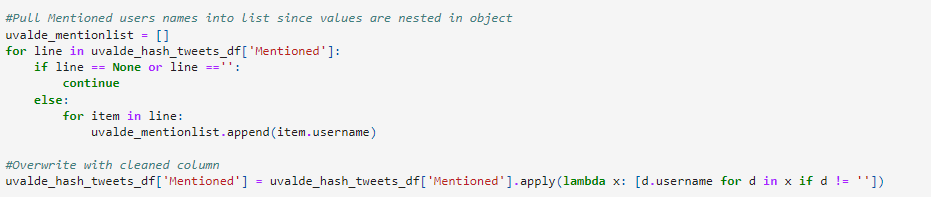 #Pull Mentioned users names into list since values are nested in object
uvalde_mentionlist = []
for line in uvalde_hash_tweets_df['Mentioned']:
    if line == None or line =='':
        continue
    else:
        for item in line:
            uvalde_mentionlist.append(item.username)

#Overwrite with cleaned column
uvalde_hash_tweets_df['Mentioned'] = uvalde_hash_tweets_df['Mentioned'].apply(lambda x: [d.username for d in x if d != ''])